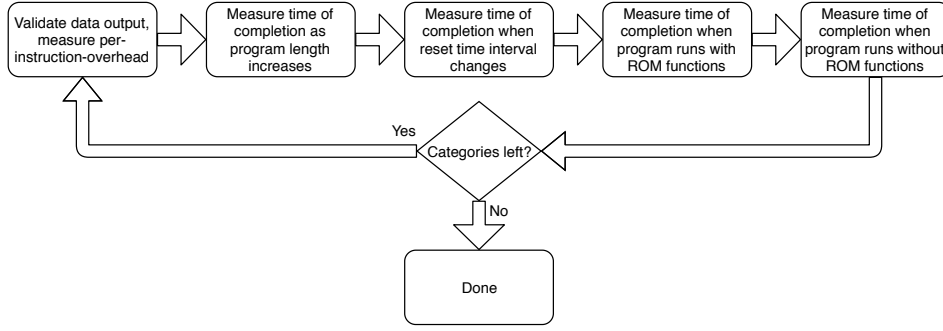 Validate data output,
measure per-
instruction-overhead
Measure time of
completion as
program length
increases
Measure time of
completion when
reset time interval
changes
Measure time of
completion when
program runs with
ROM functions
Measure time of
completion when
program runs without
ROM functions
Yes
Categories left?
No
Done